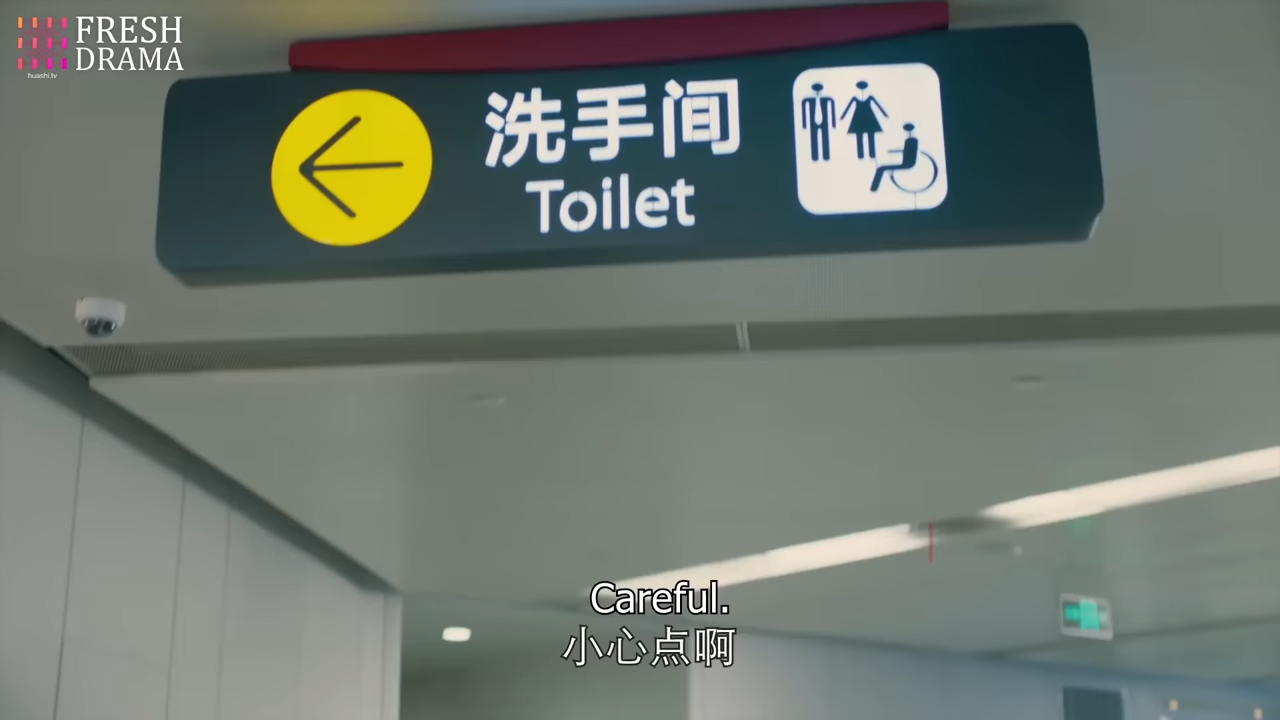 FRESH
DRAMA
huashi.tv
洗手间
Toilet
Careful.
小心点啊